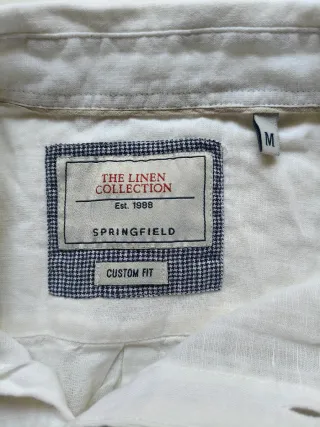 THE LINEN
COLLECTION
Est. 1988
SPRINGFIELD
CUSTOM FIT
M